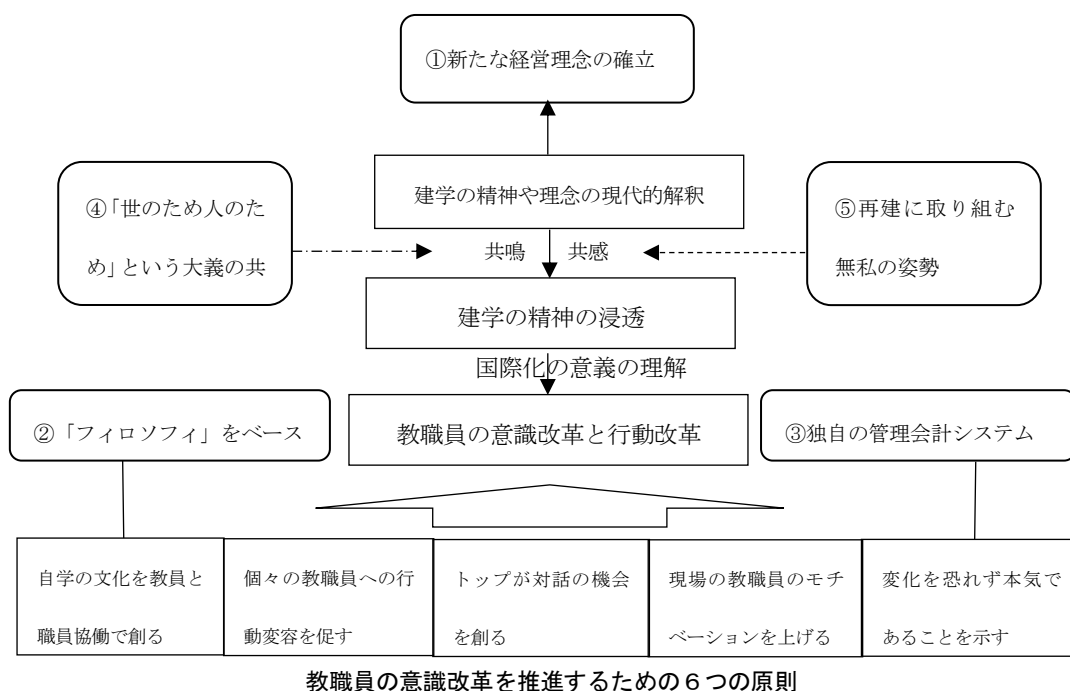 ①新たな経営理念の確立
建学の精神や理念の現代的解釈
④「世のため人のた
め」という大義の共
⑤再建に取り組む
無私の姿勢
共鳴
共感
建学の精神の浸透
国際化の意義の理解
②「フィロソフィ」をベース
教職員の意識改革と行動改革
③独自の管理会計システム
自学の文化を教員と
職員協働で創る
個々の教職員への行
動変容を促す
トップが対話の機会
を創る
現場の教職員のモチ
ベーションを上げる
変化を恐れず本気で
あることを示す
教職員の意識改革を推進するための６つの原則